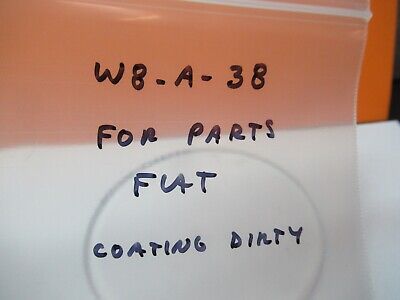 W8-A-38
FOR PARTS
FLAT
COATING DIRTY